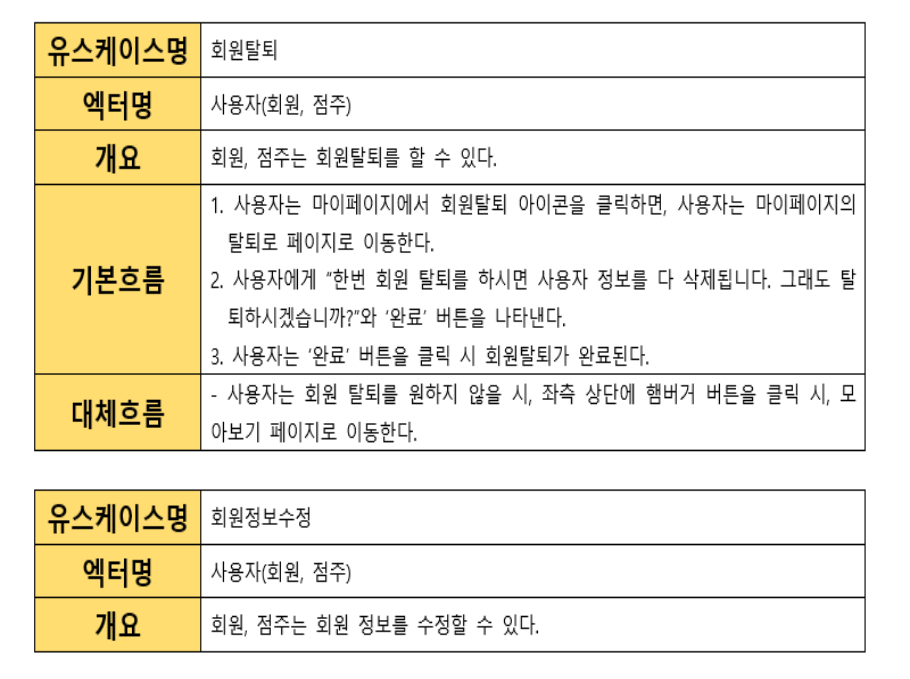 유스케이스명 회원탈퇴
엑터명 사용자(회원, 점주)
개요 회원, 점주는 회원탈퇴를 할 수 있다.
기본흐름
1. 사용자는 마이페이지에서 회원탈퇴 아이콘을 클릭하면, 사용자는 마이페이지의
탈퇴로 페이지로 이동한다.
2. 사용자에게 “한번 회원 탈퇴를 하시면 사용자 정보를 다 삭제됩니다. 그래도 탈
퇴하시겠습니까?”와 ‘완료’ 버튼을 나타낸다.
3. 사용자는 ‘완료’ 버튼을 클릭 시 회원탈퇴가 완료된다.
대체흐름
- 사용자는 회원 탈퇴를 원하지 않을 시, 좌측 상단에 햄버거 버튼을 클릭 시, 모
아보기 페이지로 이동한다.
유스케이스명 회원정보수정
엑터명 사용자(회원, 점주)
개요 회원, 점주는 회원 정보를 수정할 수 있다.